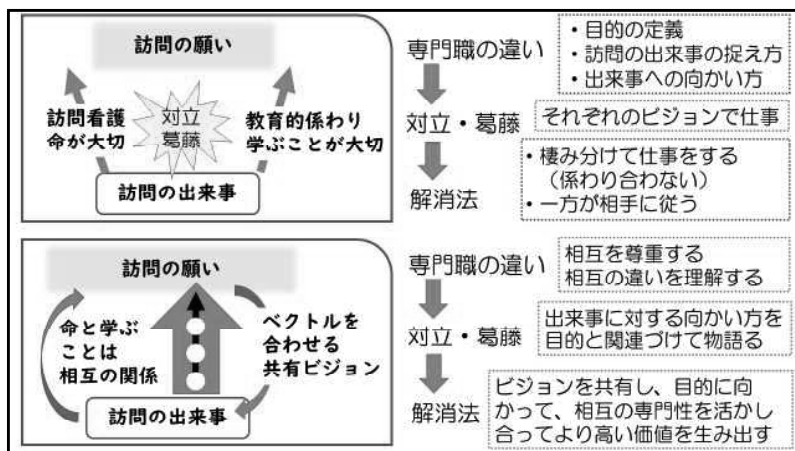 訪問の願い
対立
葛藤
訪問看護
命が大切
教育的係わり
学ぶことが大切
訪問の出来事
専門職の違い
・目的の定義
・訪問の出来事の捉え方
・出来事への向かい方
対立・葛藤
それぞれのビジョンで仕事
解消法
・棲み分けて仕事をする
(係わり合わない)
・一方が相手に従う
訪問の願い
命と学ぶ
ことは
相互の関係
ベクトルを
合わせる
共有ビジョン
訪問の出来事
専門職の違い
相互を尊重する
相互の違いを理解する
対立・葛藤
出来事に対する向かい方を
目的と関連づけて物語る
解消法
ビジョンを共有し、目的に向
かって、相互の専門性を活かし
合ってより高い価値を生み出す